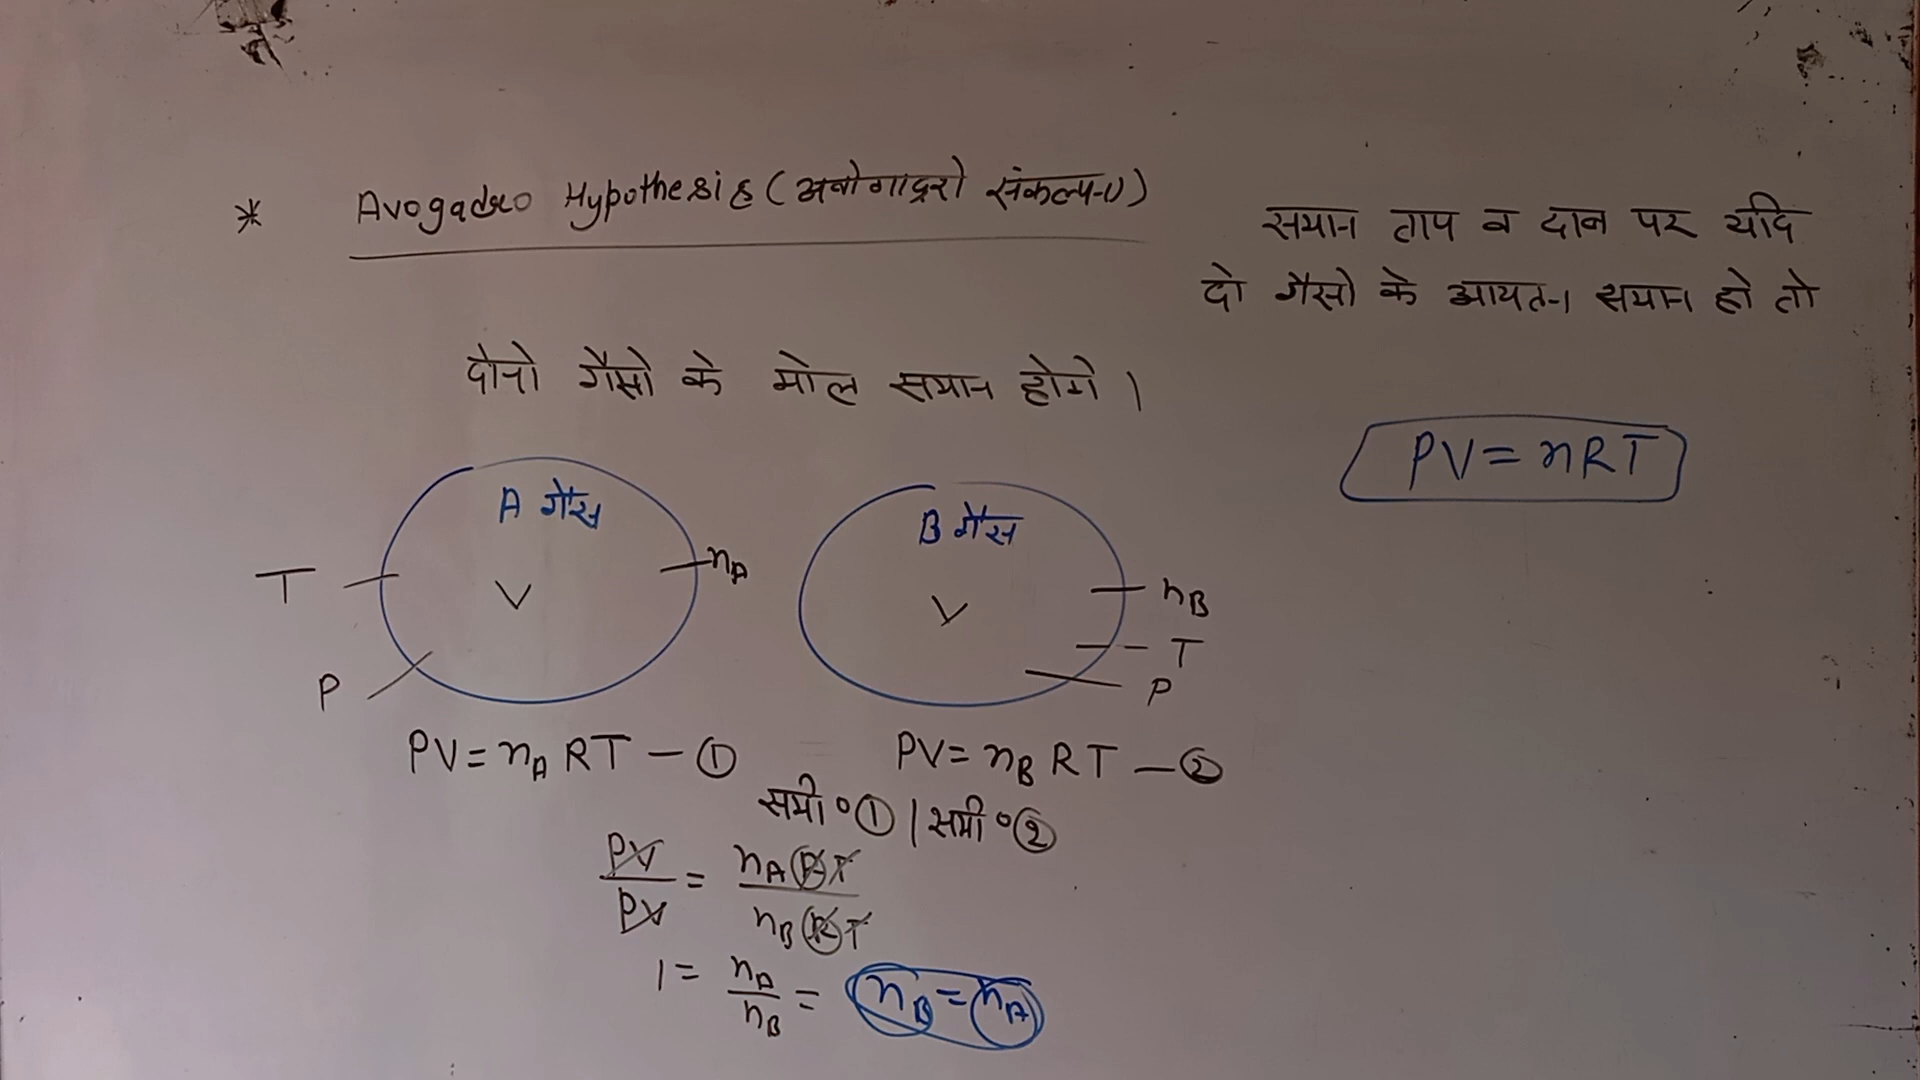 * Avogadro Hypothesis (अवोगाद्रो संकल्पना)
समान ताप व दाब पर यदि
दो गैसो के आयतन समान हो तो
दोनो गैसो के मोल समान होगे ।
PV = nRT
A गैस
B गैस
T
V
nA
V
nB
T
P
P
PV = nA RT — ①
PV = nB RT — ②
समी० ① / समी० ②
PV/PV = nA RT/nB RT
1 = nA/nB = nB = nA